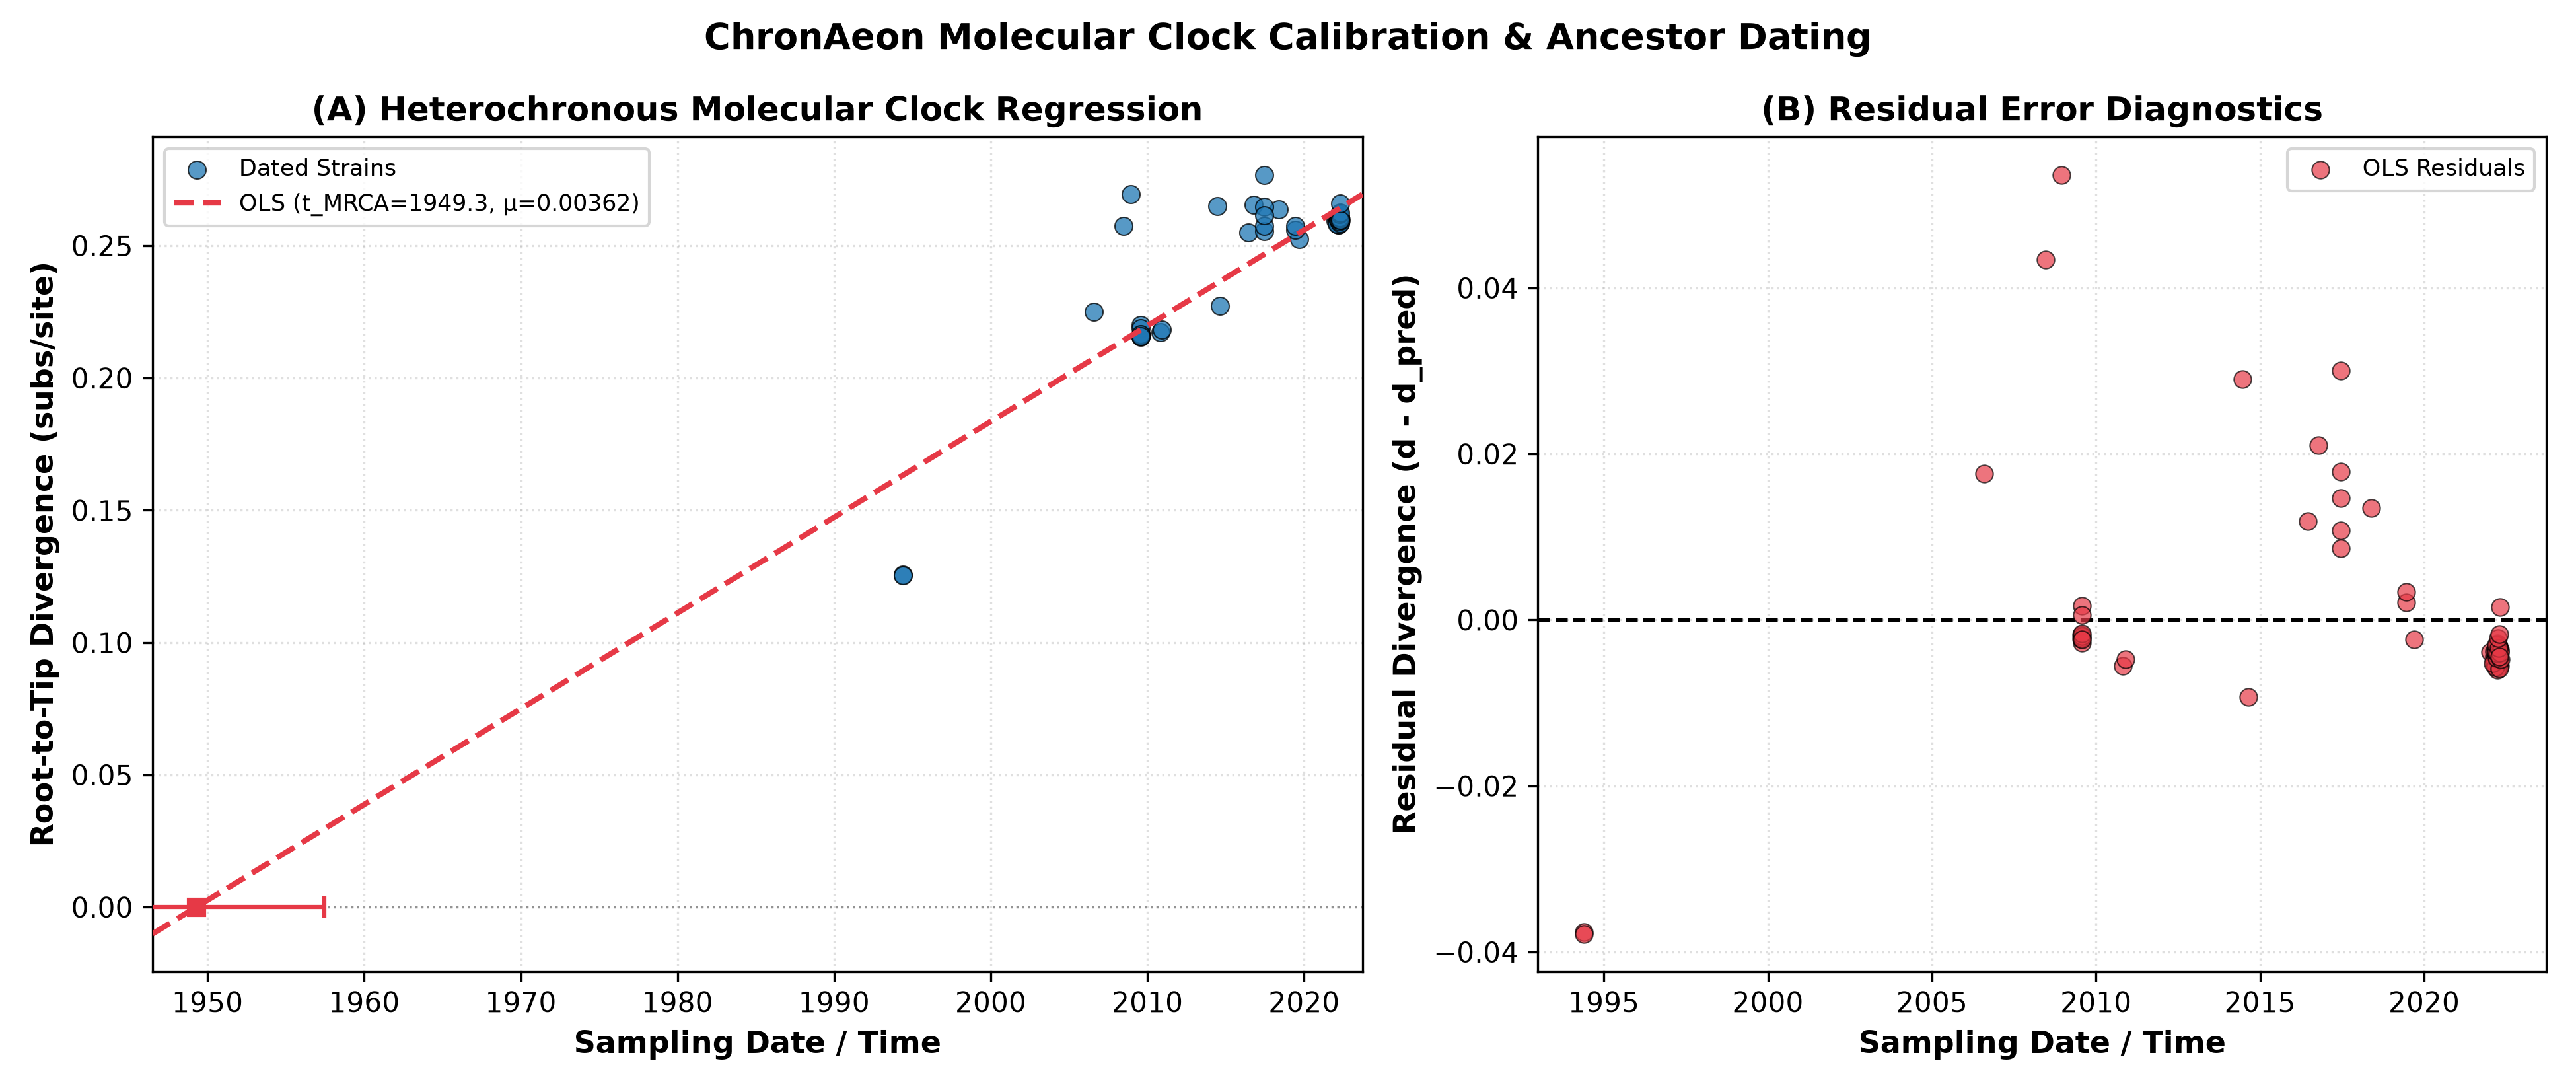 ChronAeon Molecular Clock Calibration & Ancestor Dating
(A) Heterochronous Molecular Clock Regression
Dated Strains
OLS (t_MRCA=1949.3, μ=0.00362)
Root-to-Tip Divergence (subs/site)
0.25
0.20
0.15
0.10
0.05
0.00
1950 1960 1970 1980 1990 2000 2010 2020
Sampling Date / Time
(B) Residual Error Diagnostics
OLS Residuals
Residual Divergence (d - d_pred)
0.04
0.02
0.00
−0.02
−0.04
1995 2000 2005 2010 2015 2020
Sampling Date / Time